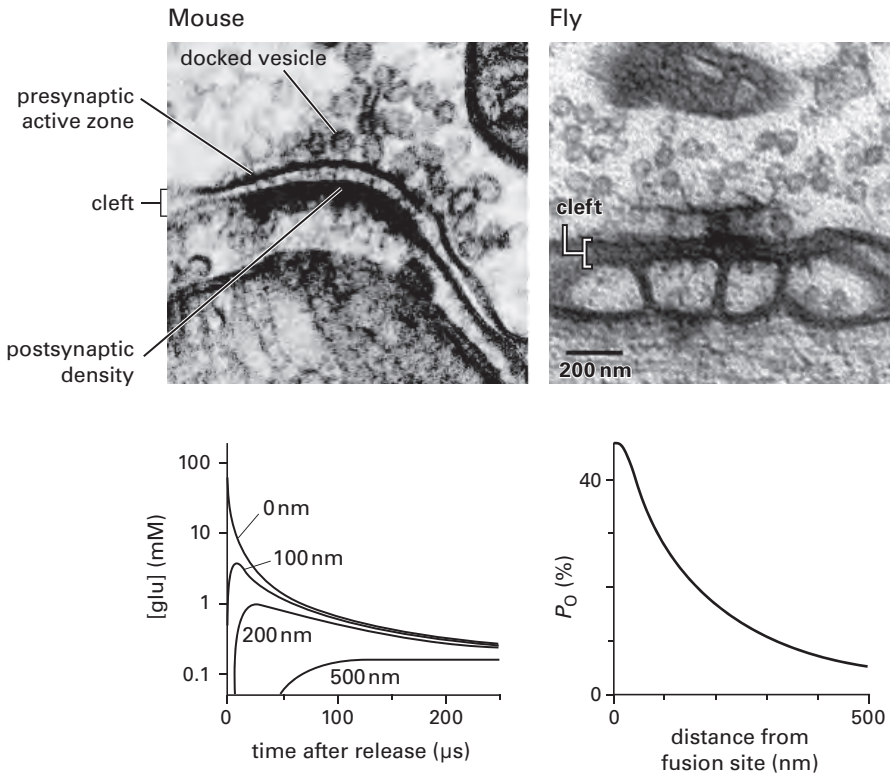 Mouse
docked vesicle
presynaptic
active zone
cleft
postsynaptic
density
Fly
cleft
200 nm
100
10
1
0.1
[glu] (mM)
0 nm
100 nm
200 nm
500 nm
0
100
200
time after release (µs)
40
0
P_O (%)
0
500
distance from
fusion site (nm)